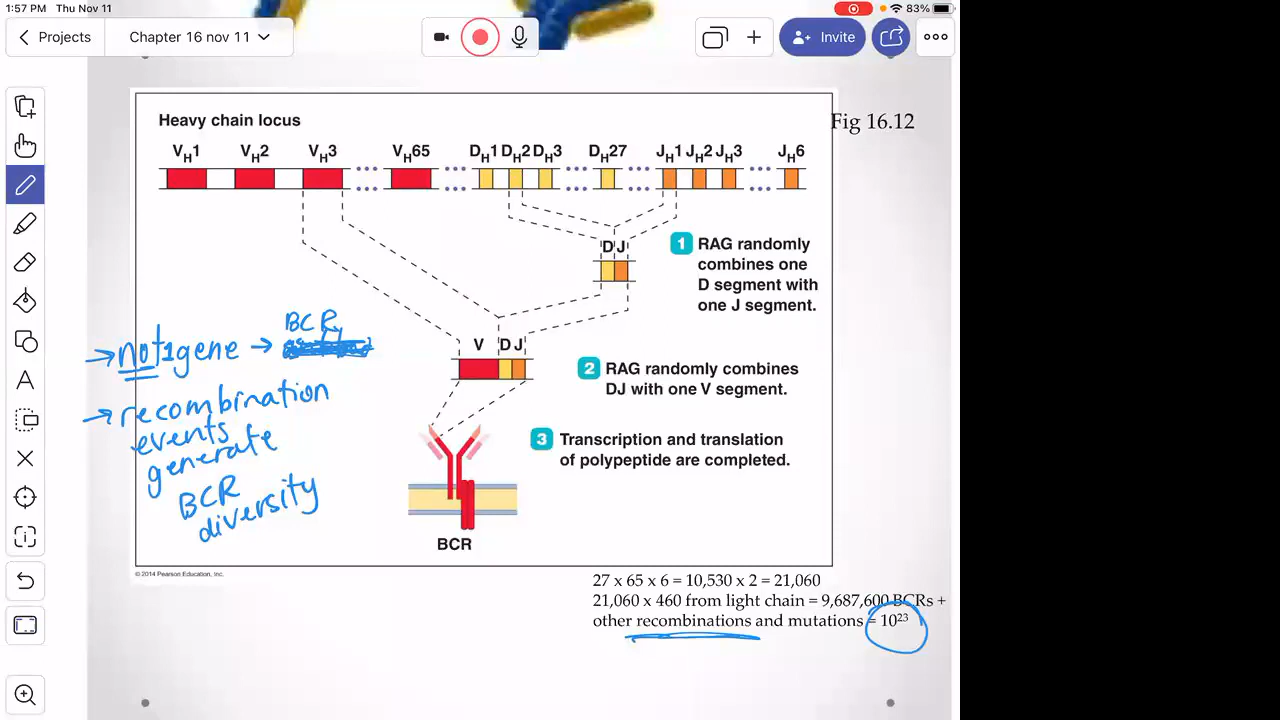 1:57 PM Thu Nov 11
83%
Projects
Chapter 16 nov 11
Invite
Heavy chain locus
Fig 16.12
VH1 VH2 VH3 VH65 DH1 DH2 DH3 DH27 JH1 JH2 JH3 JH6
D J
1 RAG randomly
combines one
D segment with
one J segment.
→ not 1 gene → BCR
V D J
2 RAG randomly combines
DJ with one V segment.
→ recombination
events
generate
BCR
diversity
3 Transcription and translation
of polypeptide are completed.
BCR
© 2014 Pearson Education, Inc.
27 x 65 x 6 = 10,530 x 2 = 21,060
21,060 x 460 from light chain = 9,687,600 BCRs +
other recombinations and mutations = 10²³
A